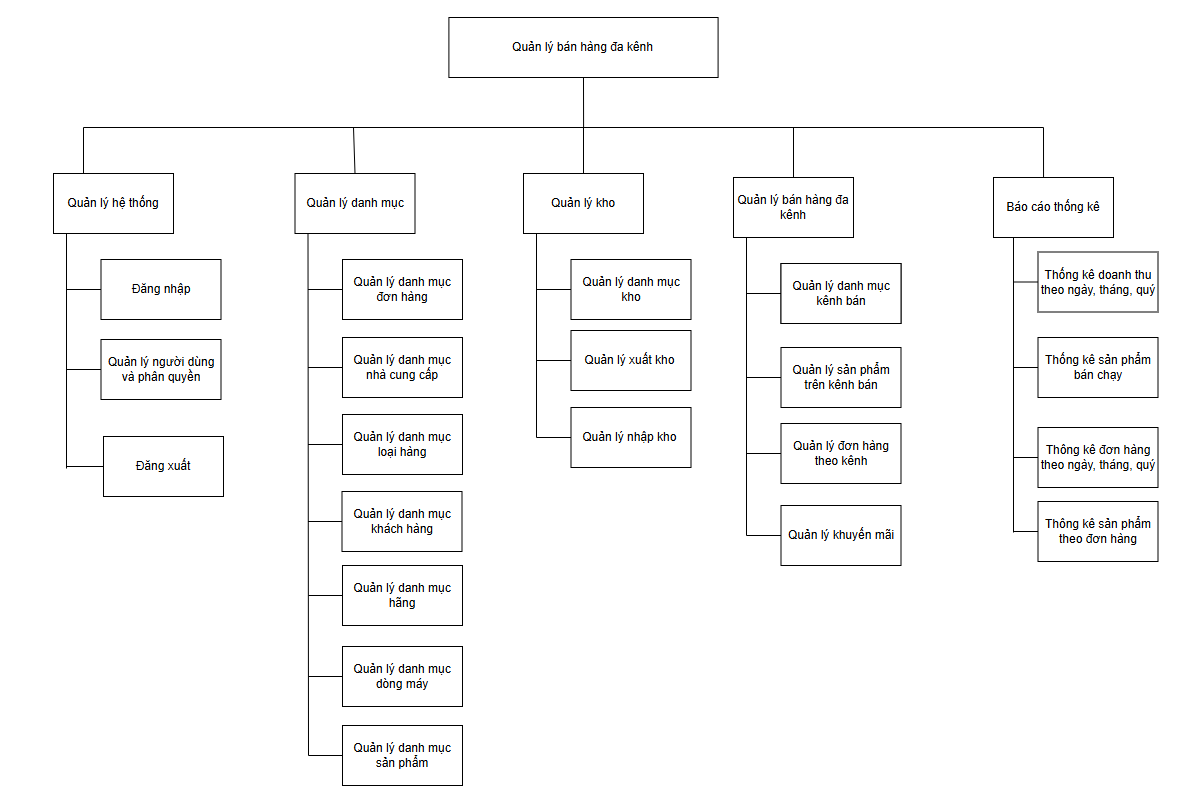 Quản lý bán hàng đa kênh
Quản lý hệ thống
Đăng nhập
Quản lý người dùng
và phân quyền
Đăng xuất
Quản lý danh mục
Quản lý danh mục
đơn hàng
Quản lý danh mục
nhà cung cấp
Quản lý danh mục
loại hàng
Quản lý danh mục
khách hàng
Quản lý danh mục
hãng
Quản lý danh mục
dòng máy
Quản lý danh mục
sản phẩm
Quản lý kho
Quản lý danh mục
kho
Quản lý xuất kho
Quản lý nhập kho
Quản lý bán hàng đa
kênh
Quản lý danh mục
kênh bán
Quản lý sản phẩm
trên kênh bán
Quản lý đơn hàng
theo kênh
Quản lý khuyến mãi
Báo cáo thống kê
Thống kê doanh thu
theo ngày, tháng, quý
Thống kê sản phẩm
bán chạy
Thông kê đơn hàng
theo ngày, tháng, quý
Thông kê sản phẩm
theo đơn hàng